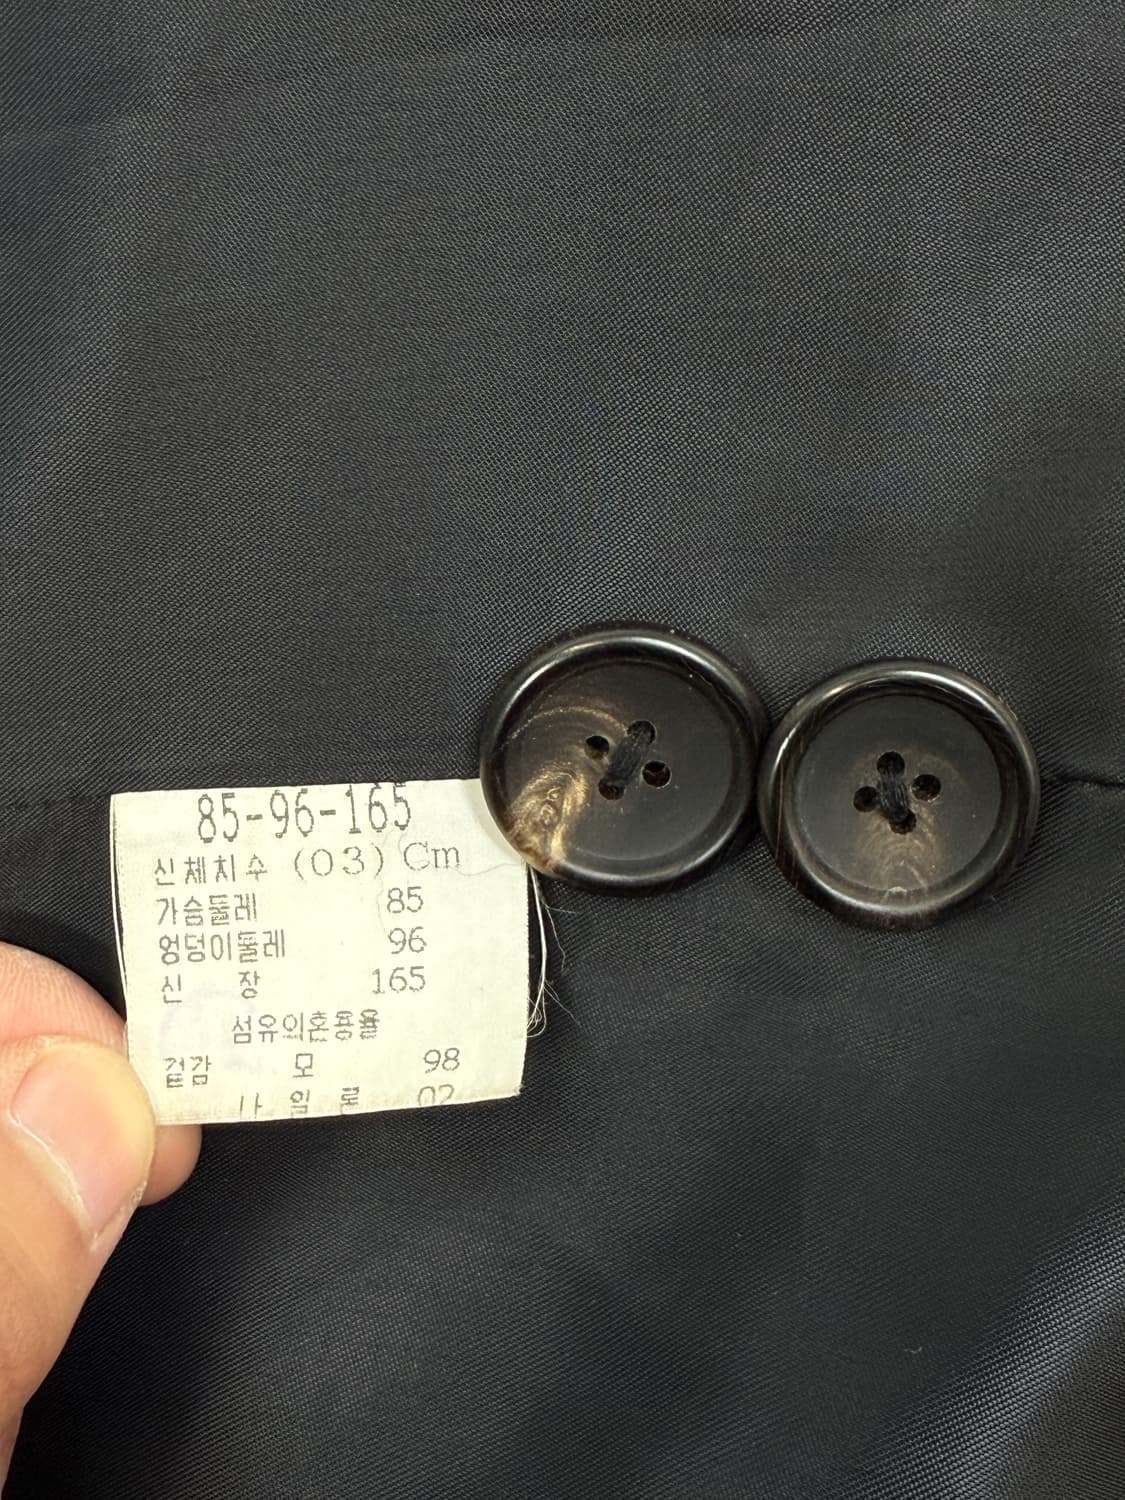 85-96-165
신체치수 (03) Cm
가슴둘레 85
엉덩이둘레 96
신 장 165
섬유의혼용율
겉감 모 98
나 일 론 02